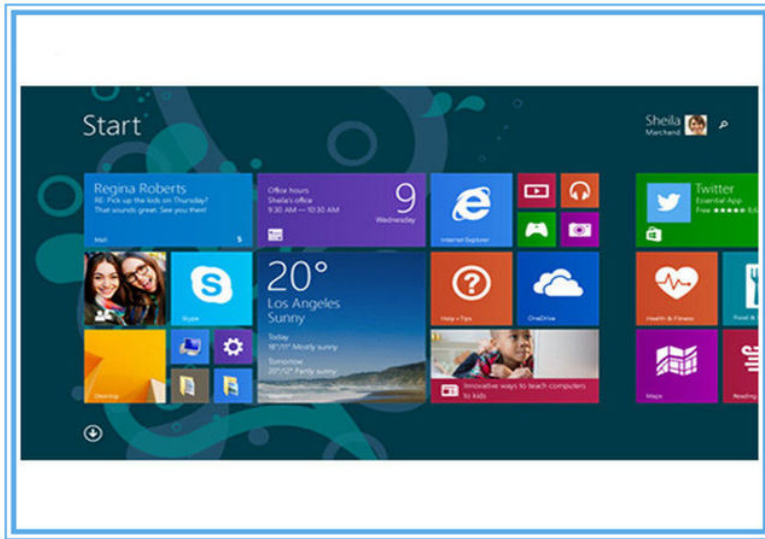 Start
Sheila
Marchand
Regina Roberts
RE: Pick up the kids on Thursday?
That sounds great. See you then!
Mail
5
Office hours
Sheila's office
9:30 AM — 10:30 AM
9
Wednesday
Internet Explorer
Twitter
Essential App
Free
Skype
20°
Los Angeles
Sunny
Today
Mostly sunny
Tomorrow
Partly sunny
Help+Tips
OneDrive
Health & Fitness
Food &
Desktop
Innovative ways to teach computers
to kids
Maps
Reading